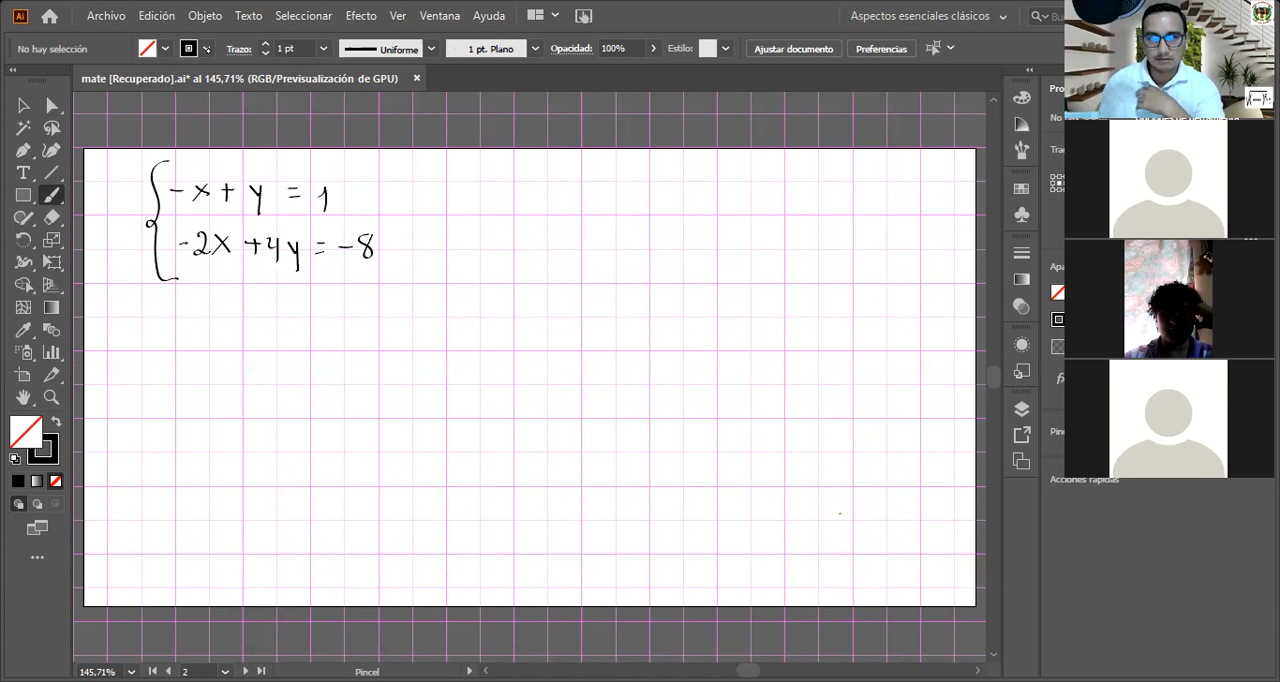 Ai Archivo Edición Objeto Texto Seleccionar Efecto Ver Ventana Ayuda Aspectos esenciales clásicos
No hay selección Trazo: 1 pt Uniforme 1 pt. Plano Opacidad: 100% Estilo: Ajustar documento Preferencias
mate [Recuperado].ai* al 145,71% (RGB/Previsualización de GPU)
-x + y = 1
-2x + 4y = -8
Acciones rápidas
145,71% 2 Pincel